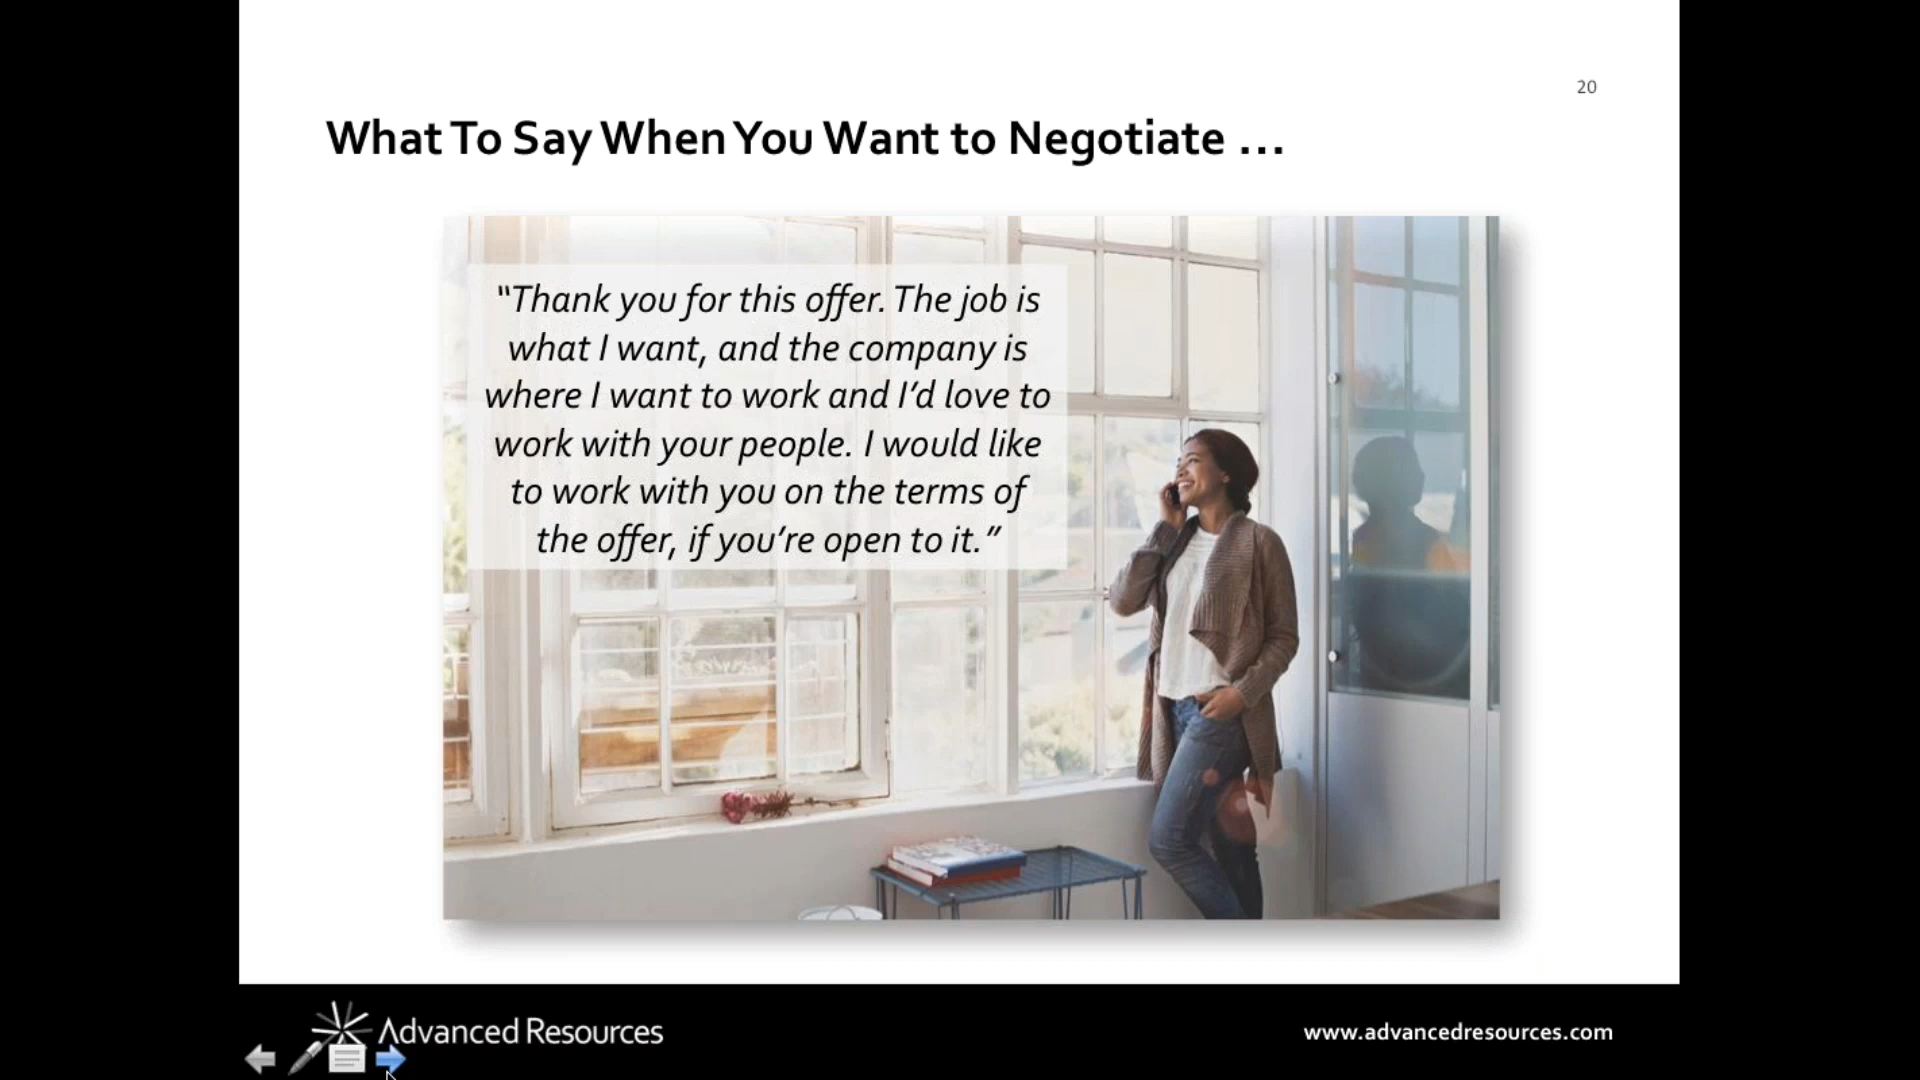 20
What To Say When You Want to Negotiate ...
“Thank you for this offer. The job is
what I want, and the company is
where I want to work and I’d love to
work with your people. I would like
to work with you on the terms of
the offer, if you’re open to it.”
Advanced Resources
www.advancedresources.com